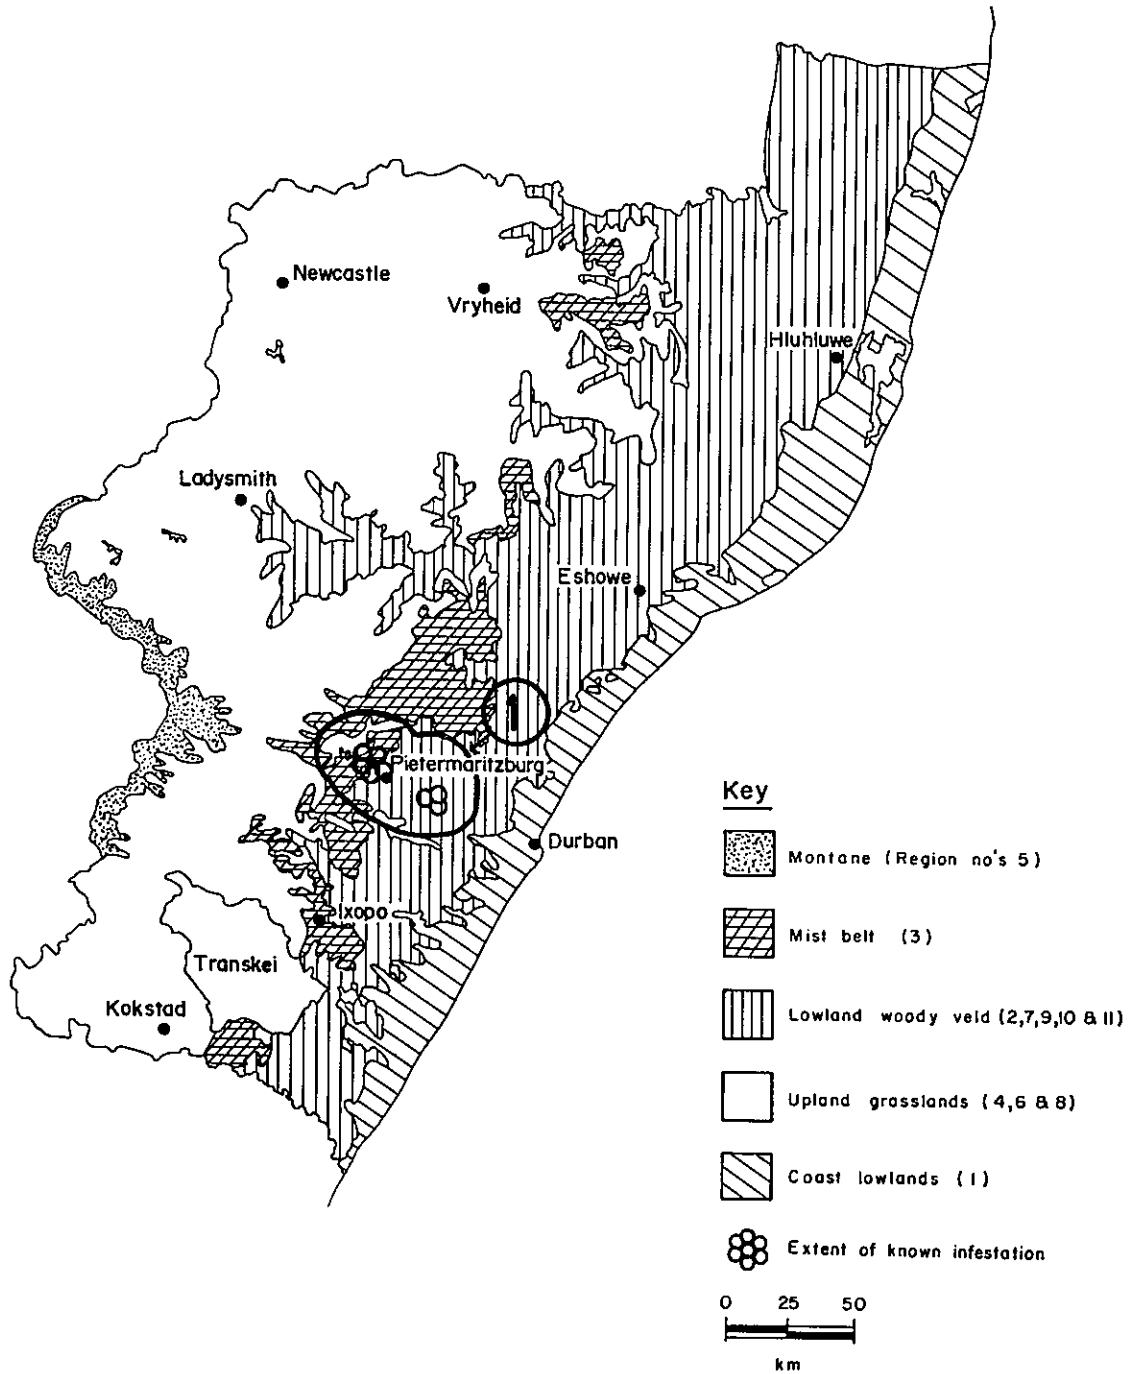 Newcastle
Vryheid
Hluhluwe
Ladysmith
Eshowe
Pietermaritzburg
Durban
Ixopo
Transkei
Kokstad
Key
Montane (Region no's 5)
Mist belt (3)
Lowland woody veld (2,7,9,10 & 11)
Upland grasslands (4,6 & 8)
Coast lowlands (1)
Extent of known infestation
0 25 50
km